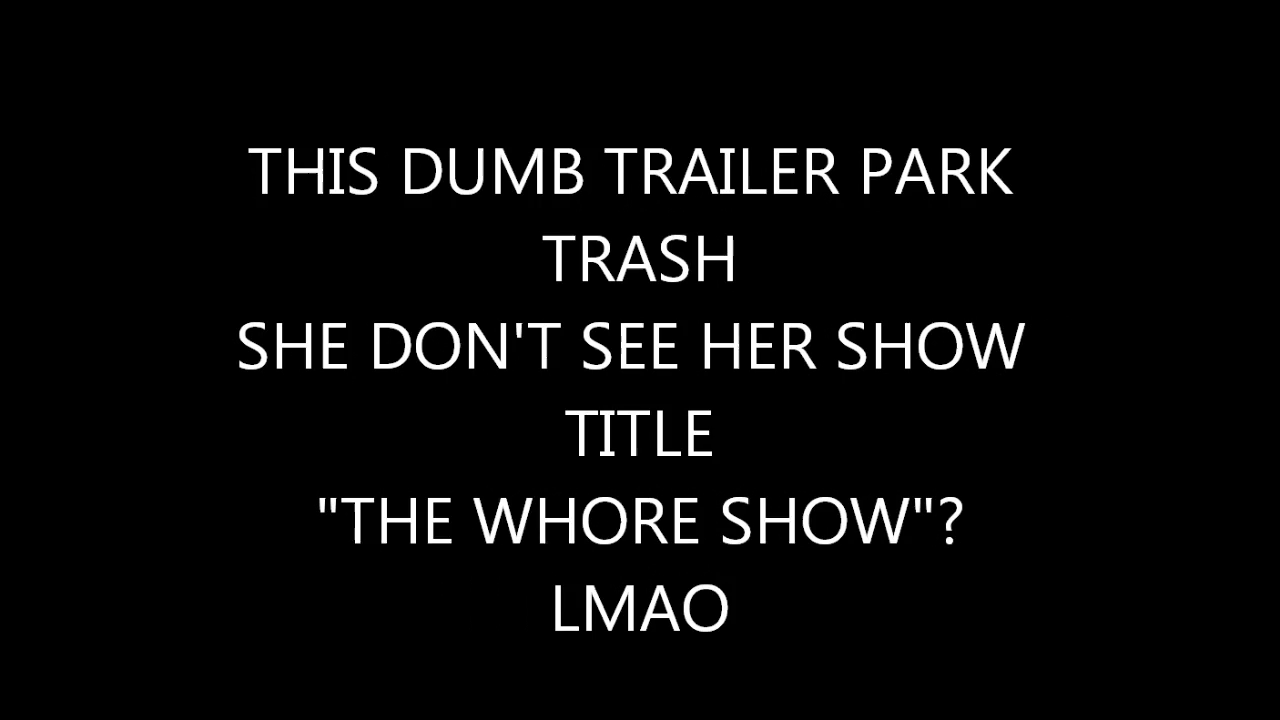 THIS DUMB TRAILER PARK
TRASH
SHE DON'T SEE HER SHOW
TITLE
"THE WHORE SHOW"?
LMAO